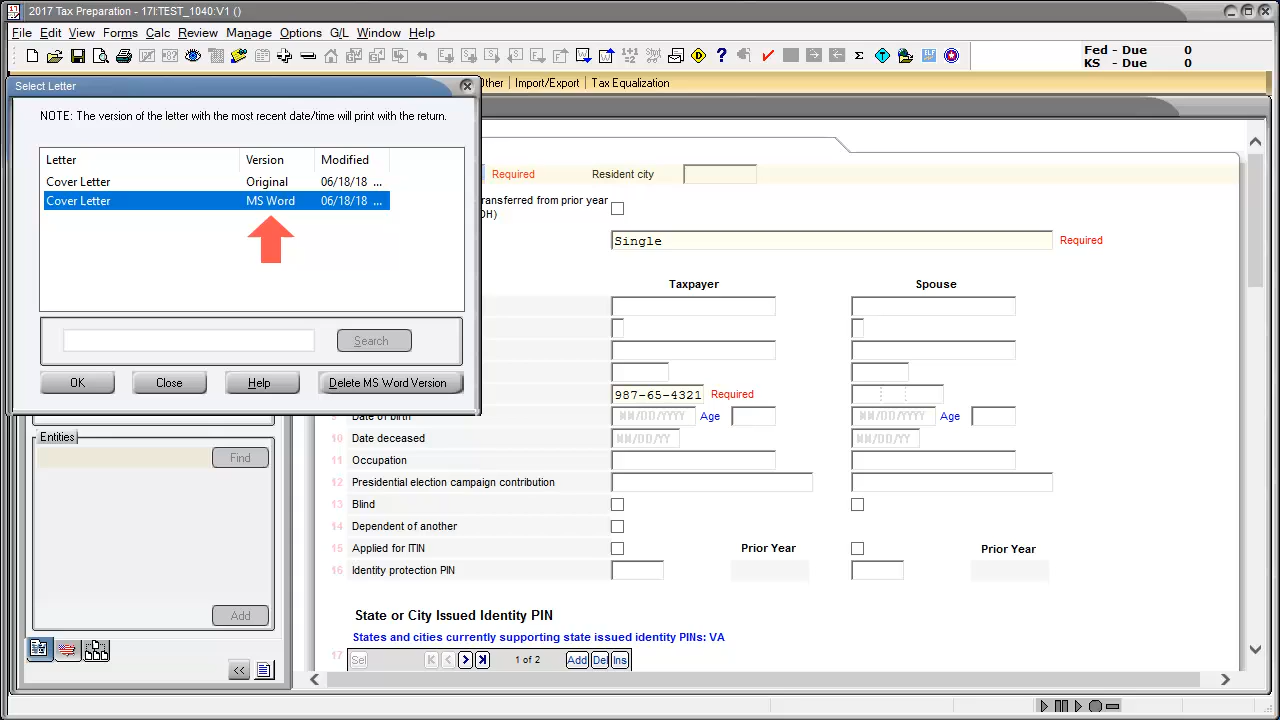 2017 Tax Preparation - 17I:TEST_1040:V1 ()
File Edit View Forms Calc Review Manage Options G/L Window Help
Fed - Due 0
KS - Due 0
Other Import/Export Tax Equalization
Select Letter
NOTE: The version of the letter with the most recent date/time will print with the return.
Letter Version Modified
Cover Letter Original 06/18/18 ...
Cover Letter MS Word 06/18/18 ...
Search
OK Close Help Delete MS Word Version
Entities
Find
Add
Required Resident city
transferred from prior year
OH)
Single Required
Taxpayer Spouse
987-65-4321 Required
Date of birth MM/DD/YYYY Age MM/DD/YYYY Age
10 Date deceased MM/DD/YY MM/DD/YY
11 Occupation
12 Presidential election campaign contribution
13 Blind
14 Dependent of another
15 Applied for ITIN Prior Year Prior Year
16 Identity protection PIN
State or City Issued Identity PIN
States and cities currently supporting state issued identity PINs: VA
17 Sel 1 of 2 Add Del Ins